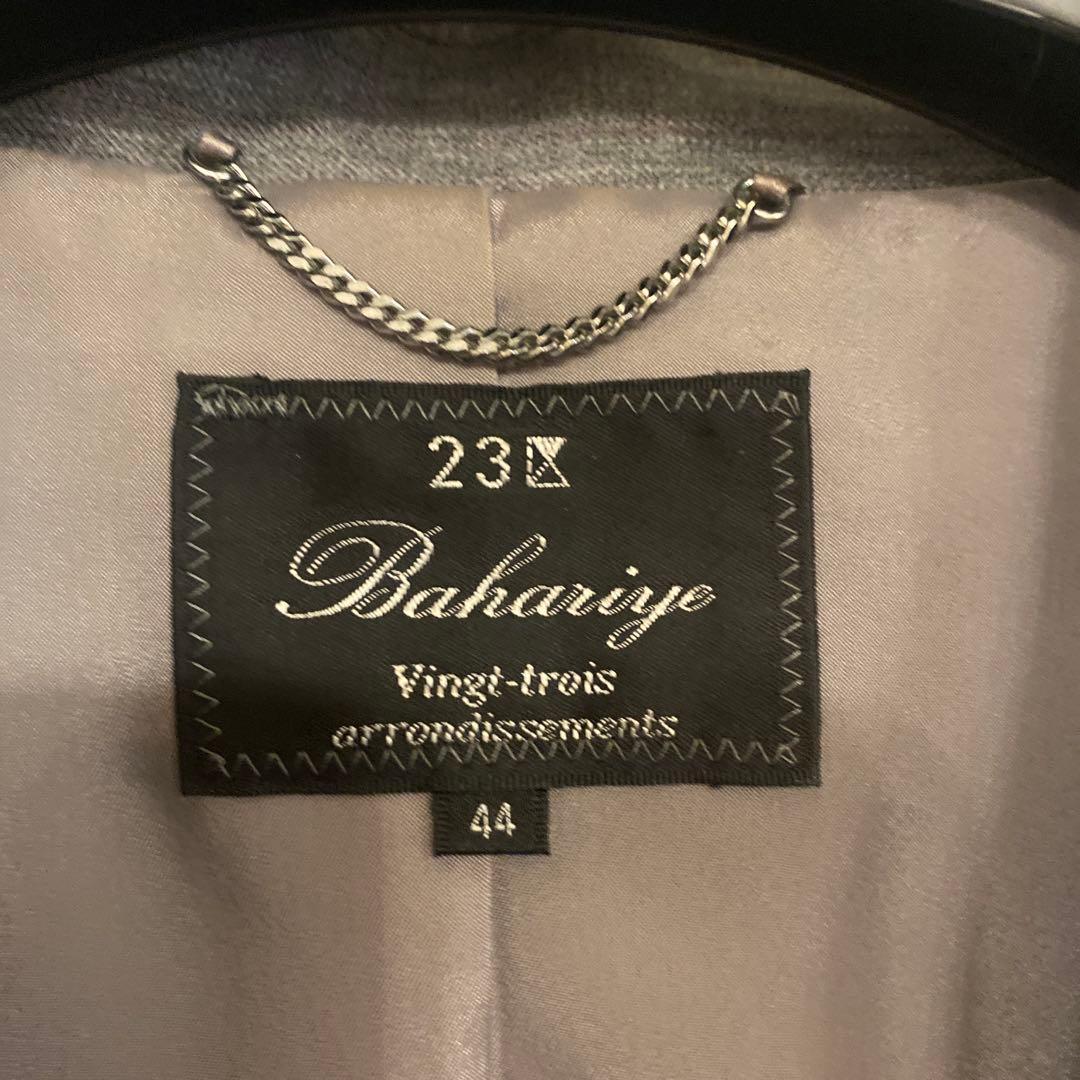 23区
Bahariye
Vingt-trois
arrondissements
44